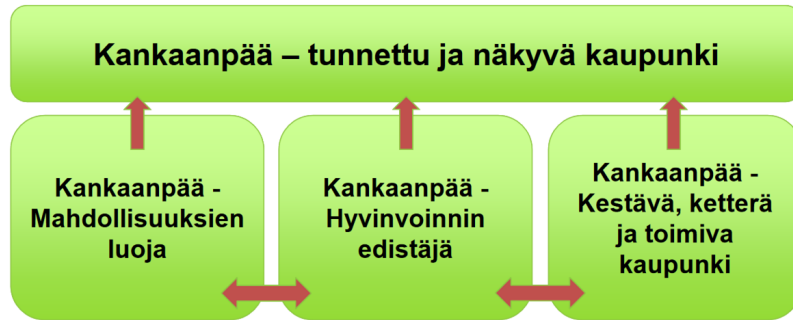 Kankaanpää – tunnettu ja näkyvä kaupunki
Kankaanpää -
Mahdollisuuksien
luoja
Kankaanpää -
Hyvinvoinnin
edistäjä
Kankaanpää -
Kestävä, ketterä
ja toimiva
kaupunki